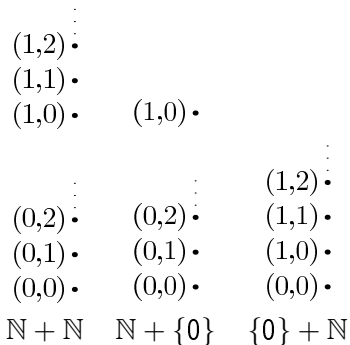 (1,2)
(1,1)
(1,0) (1,0)
(1,2)
(0,2) (0,2) (1,1)
(0,1) (0,1) (1,0)
(0,0) (0,0) (0,0)
ℕ + ℕ ℕ + {0} {0} + ℕ